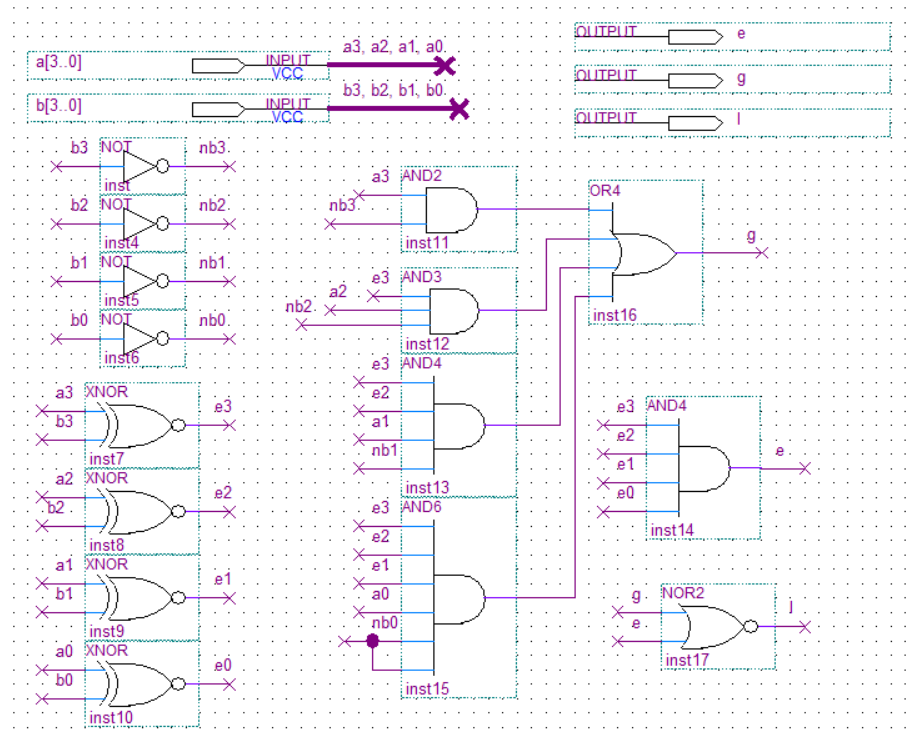 a[3..0]
INPUT
VCC
a3, a2, a1, a0
b[3..0]
INPUT
VCC
b3, b2, b1, b0
OUTPUT
e
OUTPUT
g
OUTPUT
l
b3
NOT
nb3
inst
b2
NOT
nb2
inst4
b1
NOT
nb1
inst5
b0
NOT
nb0
inst6
a3
XNOR
e3
b3
inst7
a2
XNOR
e2
b2
inst8
a1
XNOR
e1
b1
inst9
a0
XNOR
e0
b0
inst10
a3
AND2
nb3
inst11
e3
AND3
a2
nb2
inst12
e3
AND4
e2
a1
nb1
inst13
e3
AND6
e2
e1
a0
nb0
inst15
OR4
g
inst16
e3
AND4
e2
e
e1
e0
inst14
g
NOR2
l
e
inst17